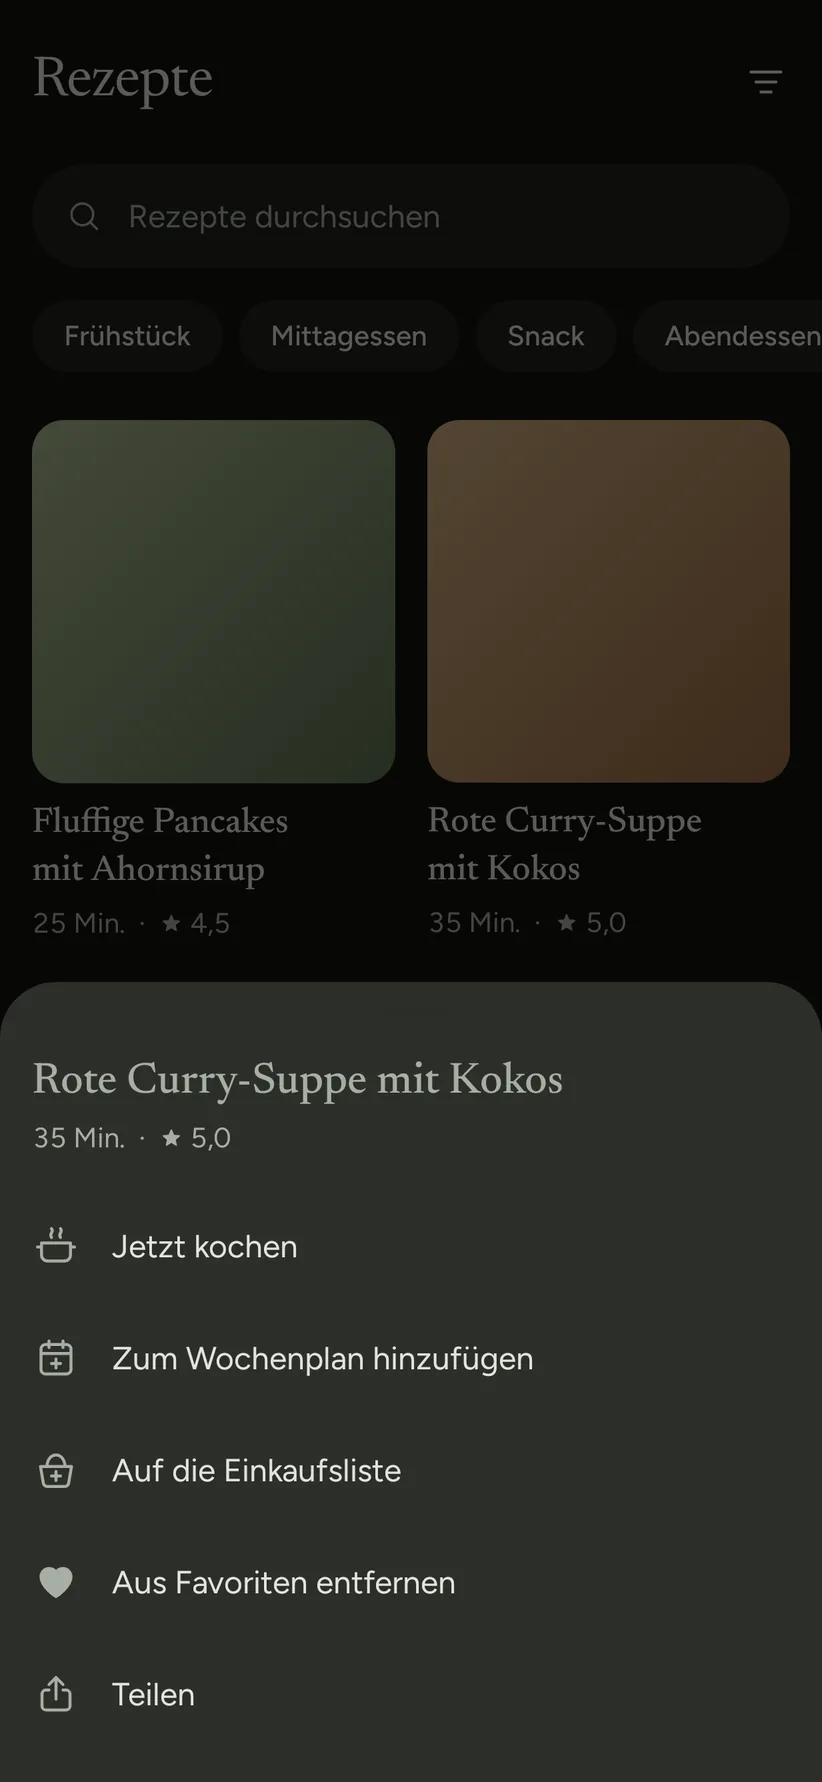 Rezepte
Rezepte durchsuchen
Frühstück Mittagessen Snack Abendessen
Fluffige Pancakes
mit Ahornsirup
25 Min. · ★ 4,5
Rote Curry-Suppe
mit Kokos
35 Min. · ★ 5,0
Rote Curry-Suppe mit Kokos
35 Min. · ★ 5,0
Jetzt kochen
Zum Wochenplan hinzufügen
Auf die Einkaufsliste
Aus Favoriten entfernen
Teilen